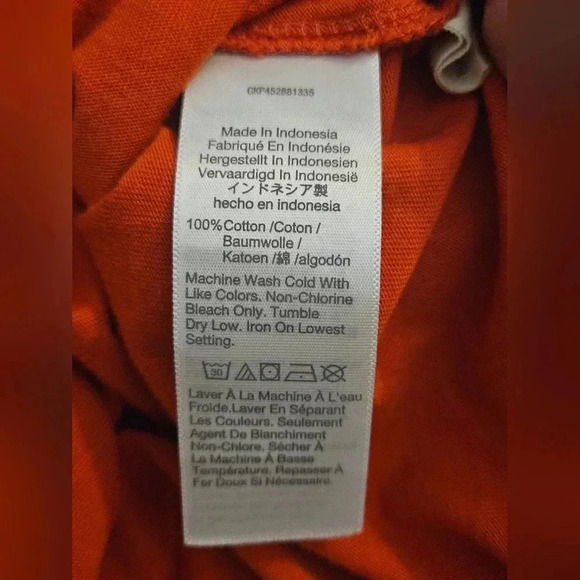 CKP452881335
Made In Indonesia
Fabriqué En Indonésie
Hergestellt In Indonesien
Vervaardigd In Indonesië
インドネシア製
hecho en indonesia
100%Cotton /Coton /
Baumwolle /
Katoen /綿 /algodón
Machine Wash Cold With
Like Colors. Non-Chlorine
Bleach Only. Tumble
Dry Low. Iron On Lowest
Setting.
30
Laver À La Machine À L'eau
Froide.Laver En Séparant
Les Couleurs. Seulement
Agent De Blanchiment
Non-Chlore. Sécher À
La Machine À Basse
Température. Repasser À
Fer Doux Si Nécessaire.